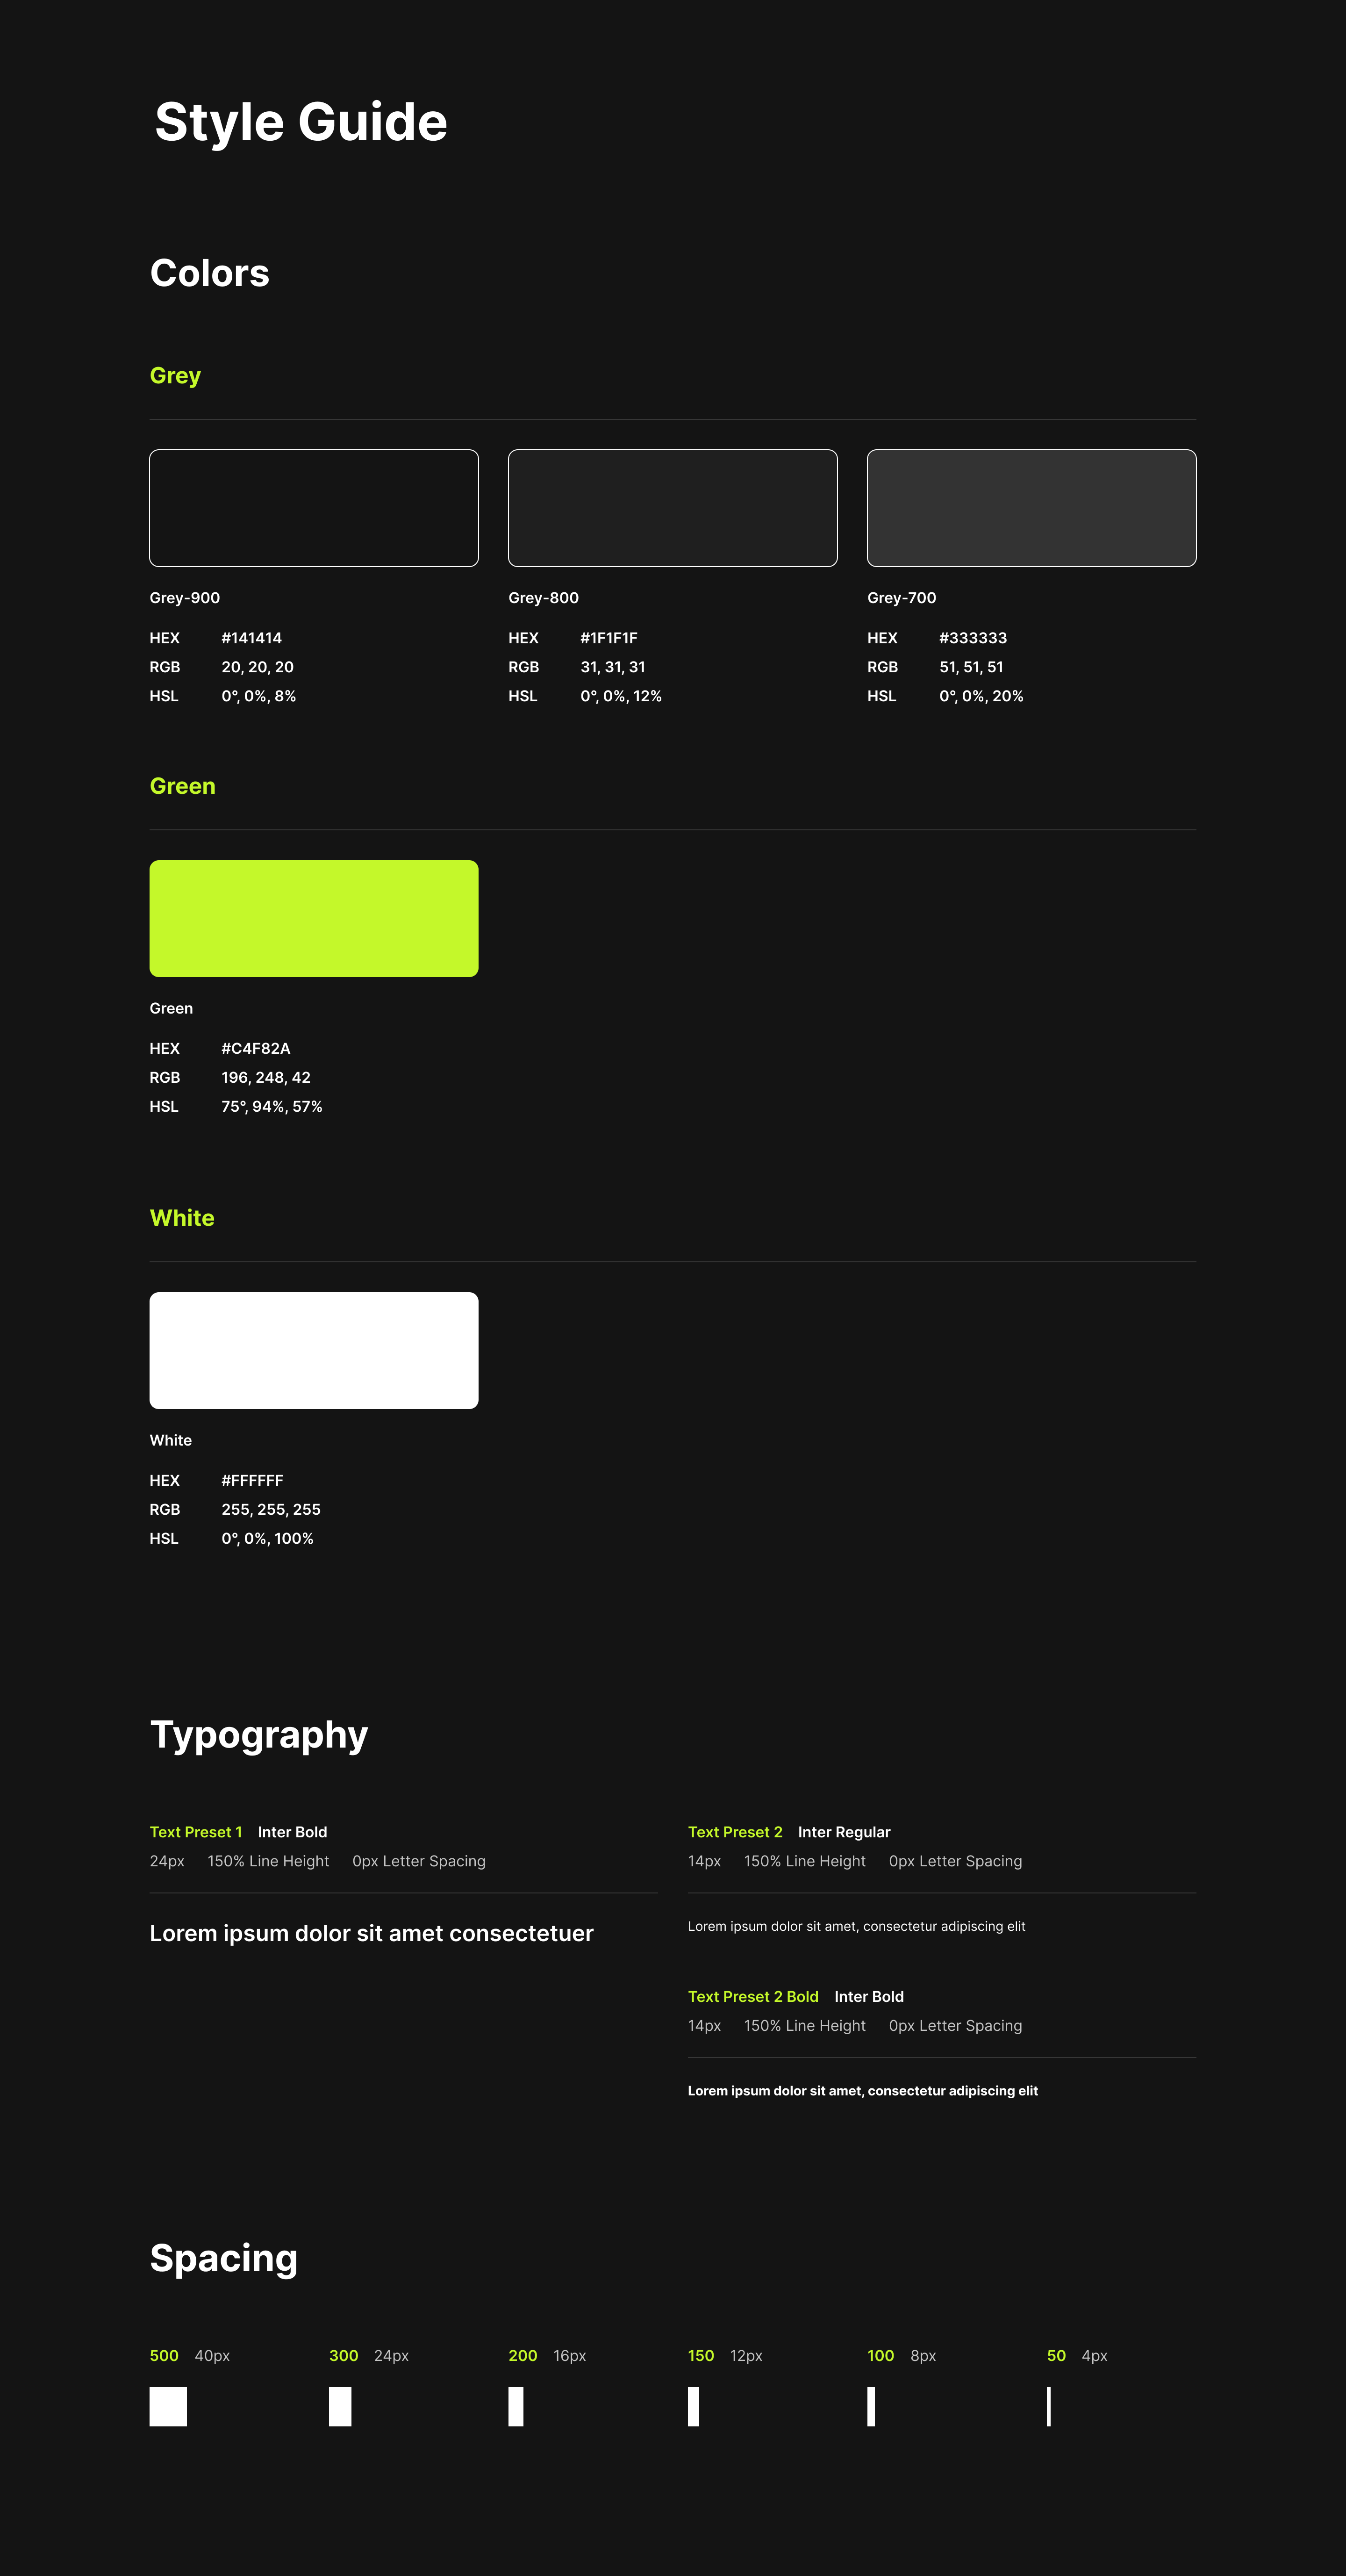 Style Guide
Colors
Grey
Grey-900
HEX #141414
RGB 20, 20, 20
HSL 0°, 0%, 8%
Grey-800
HEX #1F1F1F
RGB 31, 31, 31
HSL 0°, 0%, 12%
Grey-700
HEX #333333
RGB 51, 51, 51
HSL 0°, 0%, 20%
Green
Green
HEX #C4F82A
RGB 196, 248, 42
HSL 75°, 94%, 57%
White
White
HEX #FFFFFF
RGB 255, 255, 255
HSL 0°, 0%, 100%
Typography
Text Preset 1 Inter Bold
24px 150% Line Height 0px Letter Spacing
Lorem ipsum dolor sit amet consectetuer
Text Preset 2 Inter Regular
14px 150% Line Height 0px Letter Spacing
Lorem ipsum dolor sit amet, consectetur adipiscing elit
Text Preset 2 Bold Inter Bold
14px 150% Line Height 0px Letter Spacing
Lorem ipsum dolor sit amet, consectetur adipiscing elit
Spacing
500 40px
300 24px
200 16px
150 12px
100 8px
50 4px